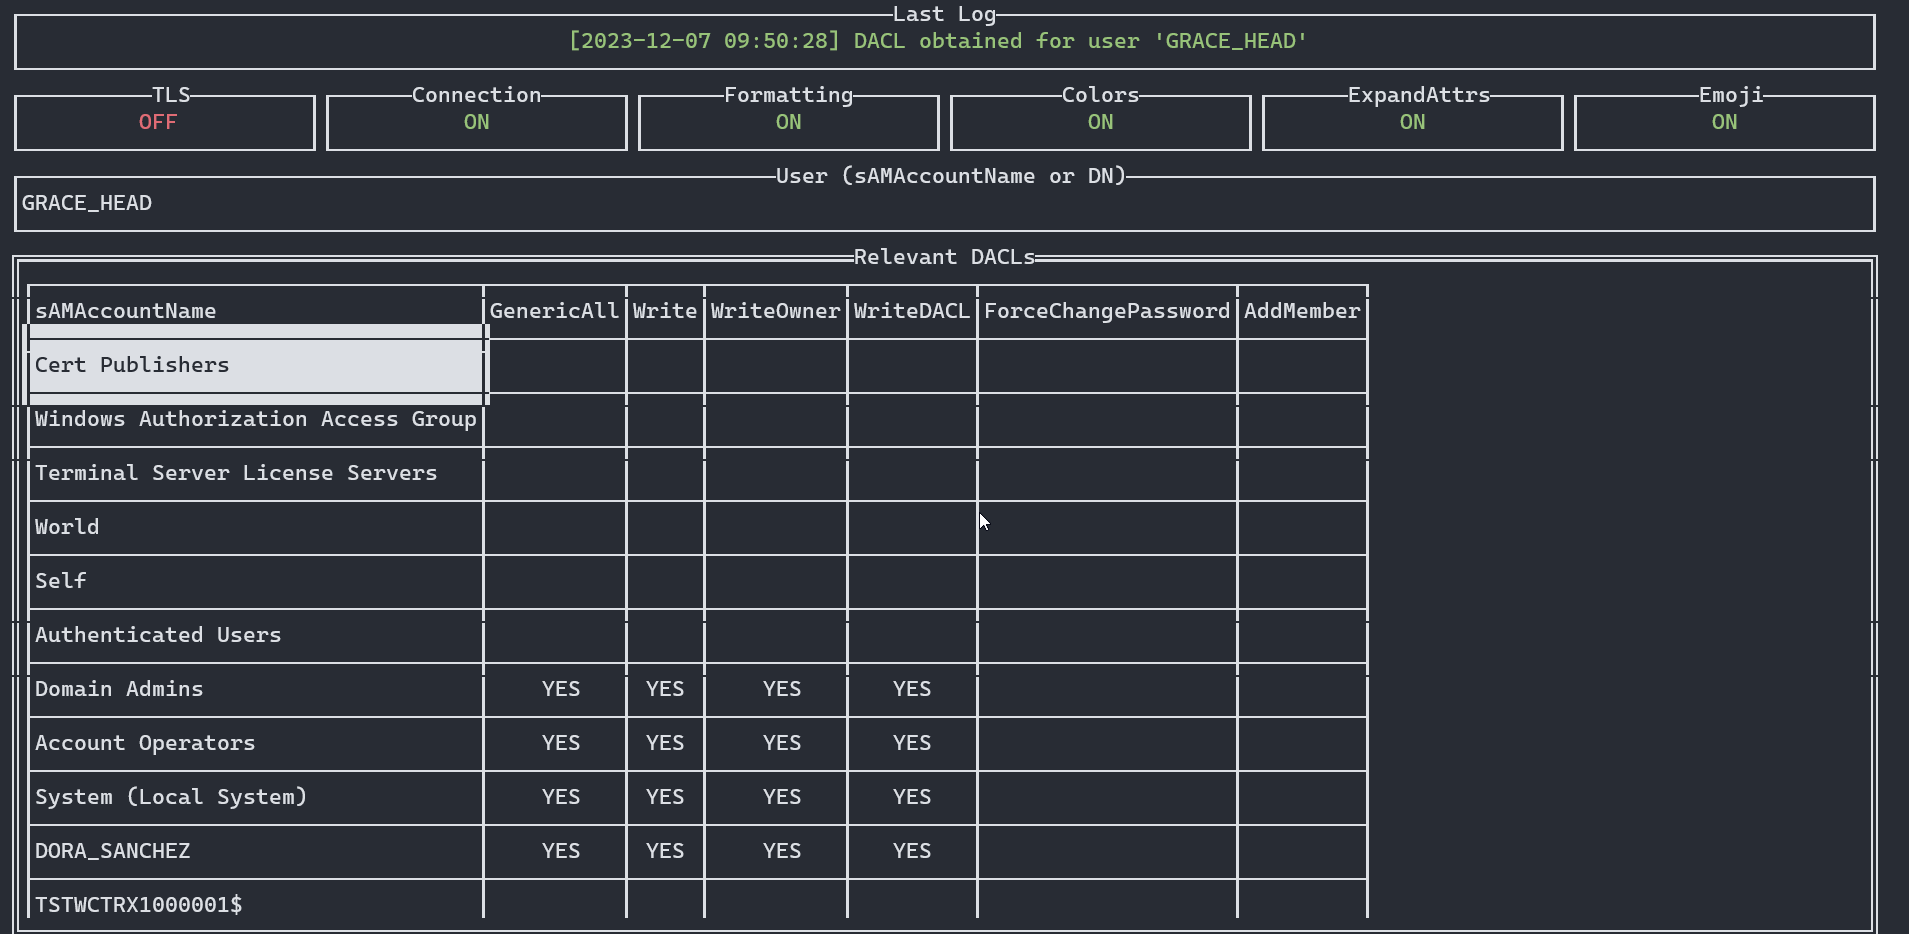 Last Log
[2023-12-07 09:50:28] DACL obtained for user 'GRACE_HEAD'
TLS Connection Formatting Colors ExpandAttrs Emoji
OFF ON ON ON ON ON
User (sAMAccountName or DN)
GRACE_HEAD
Relevant DACLs
sAMAccountName GenericAll Write WriteOwner WriteDACL ForceChangePassword AddMember
Cert Publishers
Windows Authorization Access Group
Terminal Server License Servers
World
Self
Authenticated Users
Domain Admins YES YES YES YES
Account Operators YES YES YES YES
System (Local System) YES YES YES YES
DORA_SANCHEZ YES YES YES YES
TSTWCTRX1000001$